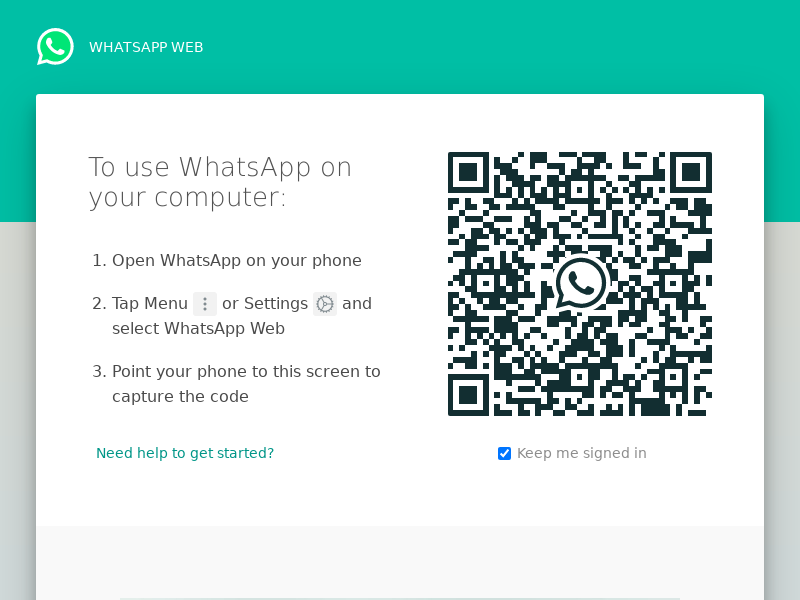 WHATSAPP WEB
To use WhatsApp on
your computer:
1. Open WhatsApp on your phone
2. Tap Menu or Settings and
select WhatsApp Web
3. Point your phone to this screen to
capture the code
Need help to get started?
Keep me signed in